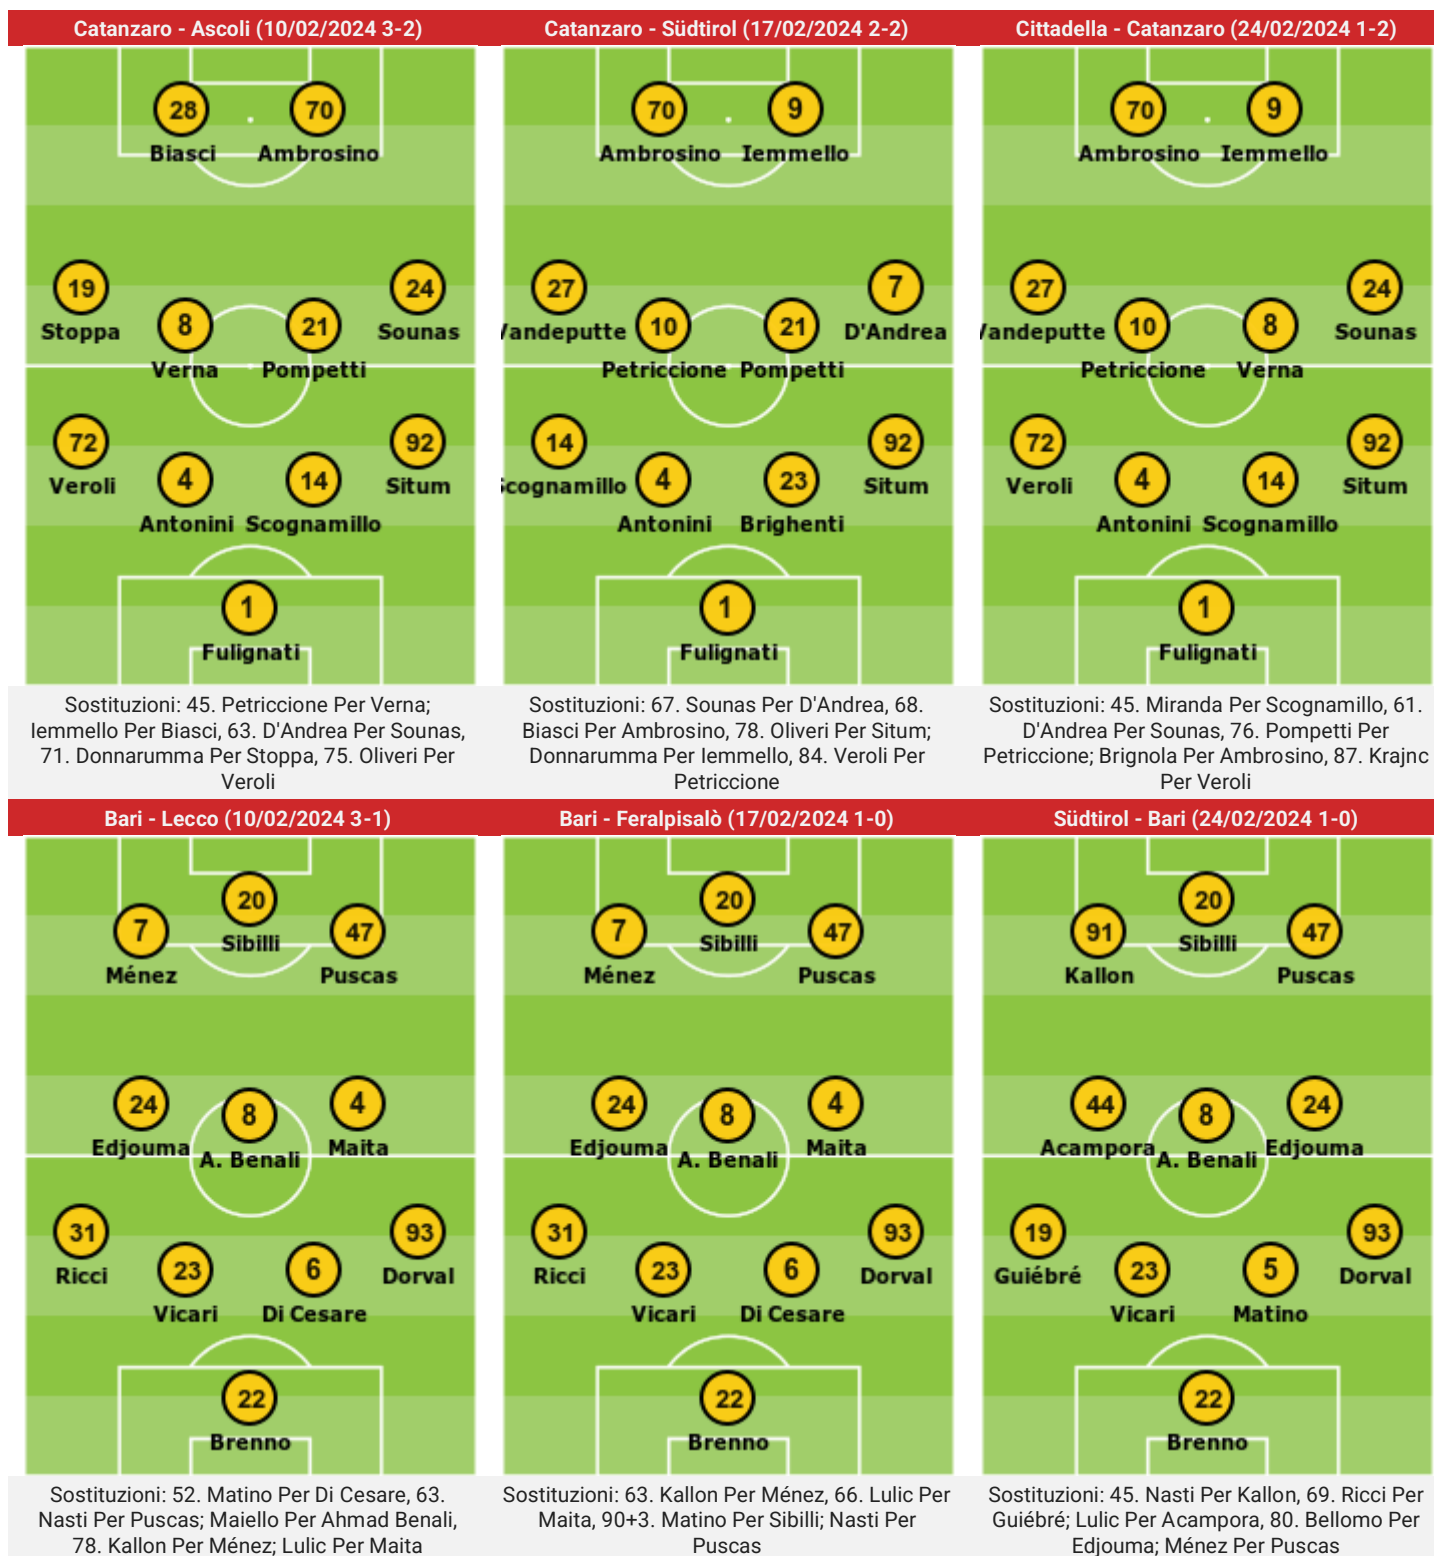 Catanzaro - Ascoli (10/02/2024 3-2)
28
70
Biasci
Ambrosino
19
24
Stoppa
8
21
Sounas
Verna
Pompetti
72
92
Veroli
4
14
Situm
Antonini
Scognamillo
1
Fulignati
Sostituzioni: 45. Petriccione Per Verna;
Iemmello Per Biasci, 63. D'Andrea Per Sounas,
71. Donnarumma Per Stoppa, 75. Oliveri Per
Veroli
Catanzaro - Südtirol (17/02/2024 2-2)
70
9
Ambrosino
Iemmello
27
7
Vandeputte
10
21
D'Andrea
Petriccione
Pompetti
14
92
Scognamillo
4
23
Situm
Antonini
Brighenti
1
Fulignati
Sostituzioni: 67. Sounas Per D'Andrea, 68.
Biasci Per Ambrosino, 78. Oliveri Per Situm;
Donnarumma Per Iemmello, 84. Veroli Per
Petriccione
Cittadella - Catanzaro (24/02/2024 1-2)
70
9
Ambrosino
Iemmello
27
24
Vandeputte
10
8
Sounas
Petriccione
Verna
72
92
Veroli
4
14
Situm
Antonini
Scognamillo
1
Fulignati
Sostituzioni: 45. Miranda Per Scognamillo, 61.
D'Andrea Per Sounas, 76. Pompetti Per
Petriccione; Brignola Per Ambrosino, 87. Krajnc
Per Veroli
Bari - Lecco (10/02/2024 3-1)
20
7
Sibilli
47
Ménez
Puscas
24
8
4
Edjouma
A. Benali
Maita
31
93
Ricci
23
6
Dorval
Vicari
Di Cesare
22
Brenno
Sostituzioni: 52. Matino Per Di Cesare, 63.
Nasti Per Puscas; Maiello Per Ahmad Benali,
78. Kallon Per Ménez; Lulic Per Maita
Bari - Feralpisalò (17/02/2024 1-0)
20
7
Sibilli
47
Ménez
Puscas
24
8
4
Edjouma
A. Benali
Maita
31
93
Ricci
23
6
Dorval
Vicari
Di Cesare
22
Brenno
Sostituzioni: 63. Kallon Per Ménez, 66. Lulic Per
Maita, 90+3. Matino Per Sibilli; Nasti Per
Puscas
Südtirol - Bari (24/02/2024 1-0)
20
91
Sibilli
47
Kallon
Puscas
44
8
24
Acampora
A. Benali
Edjouma
19
93
Guiébré
23
5
Dorval
Vicari
Matino
22
Brenno
Sostituzioni: 45. Nasti Per Kallon, 69. Ricci Per
Guiébré; Lulic Per Acampora, 80. Bellomo Per
Edjouma; Ménez Per Puscas